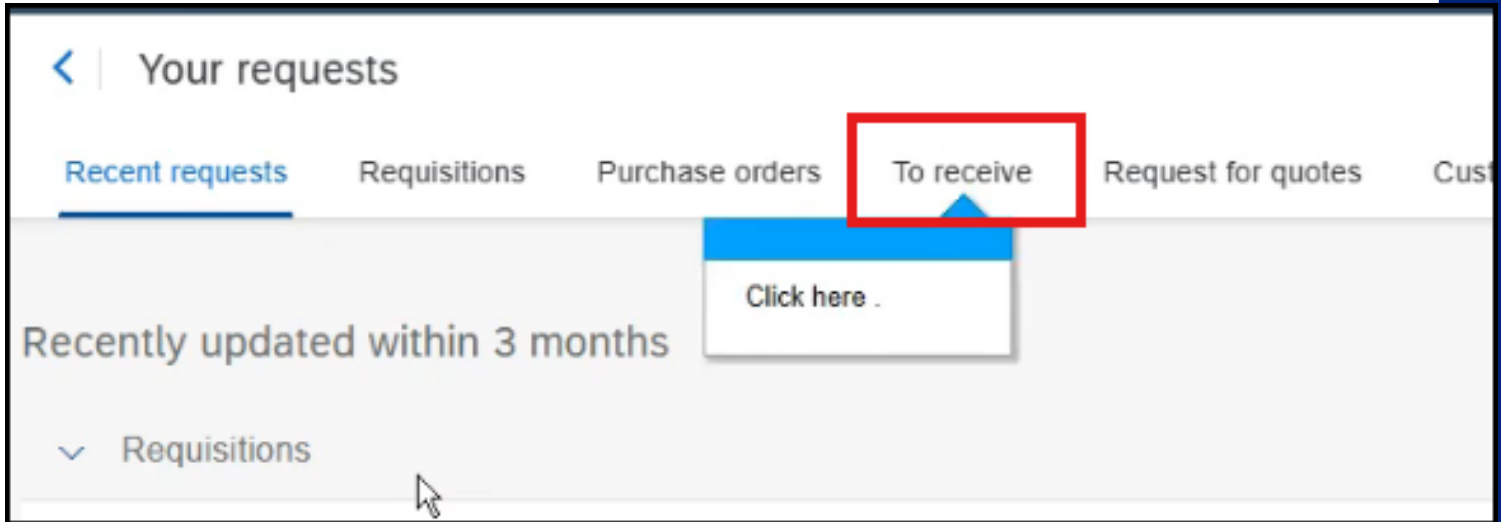 Your requests
Recent requests Requisitions Purchase orders To receive Request for quotes Cust
Click here .
Recently updated within 3 months
Requisitions